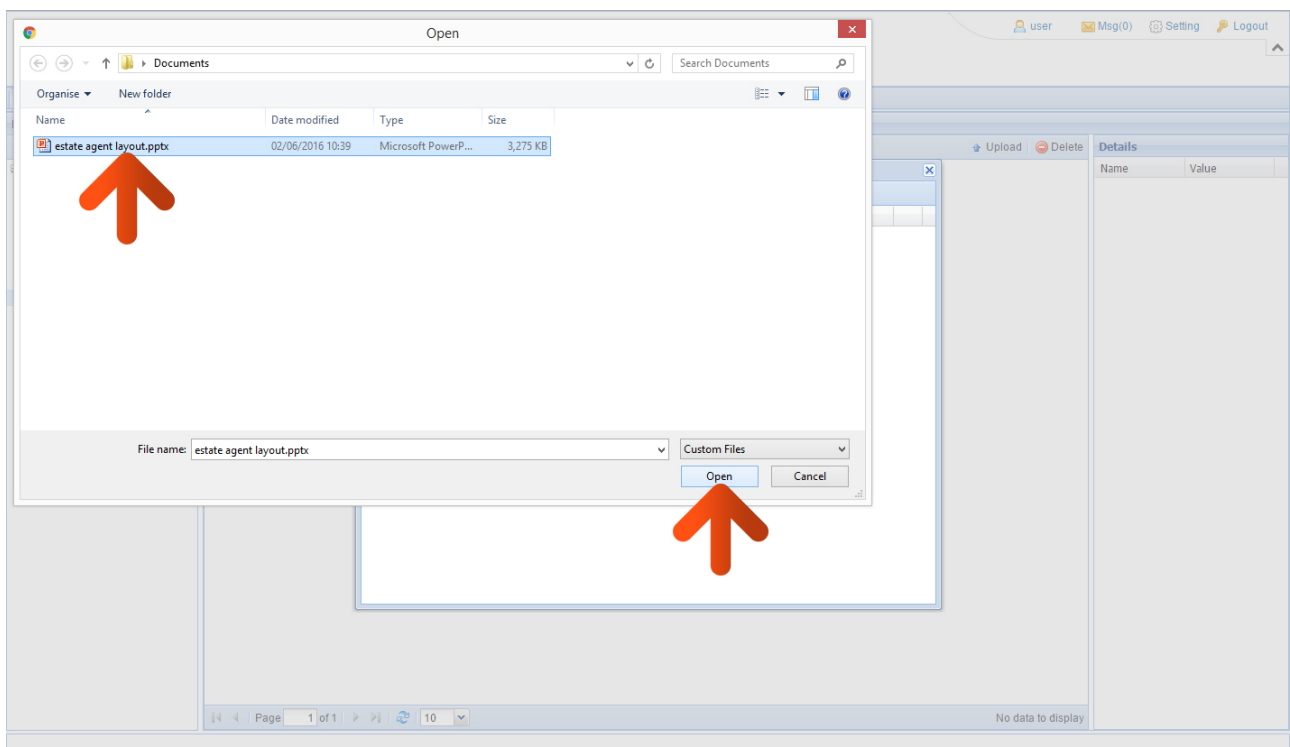 Open
user Msg(0) Setting Logout
Documents
Search Documents
Organise New folder
Name Date modified Type Size
estate agent layout.pptx 02/06/2016 10:39 Microsoft PowerP... 3,275 KB
Upload Delete
Details
Name Value
File name: estate agent layout.pptx
Custom Files
Open Cancel
Page 1 of 1 10
No data to display